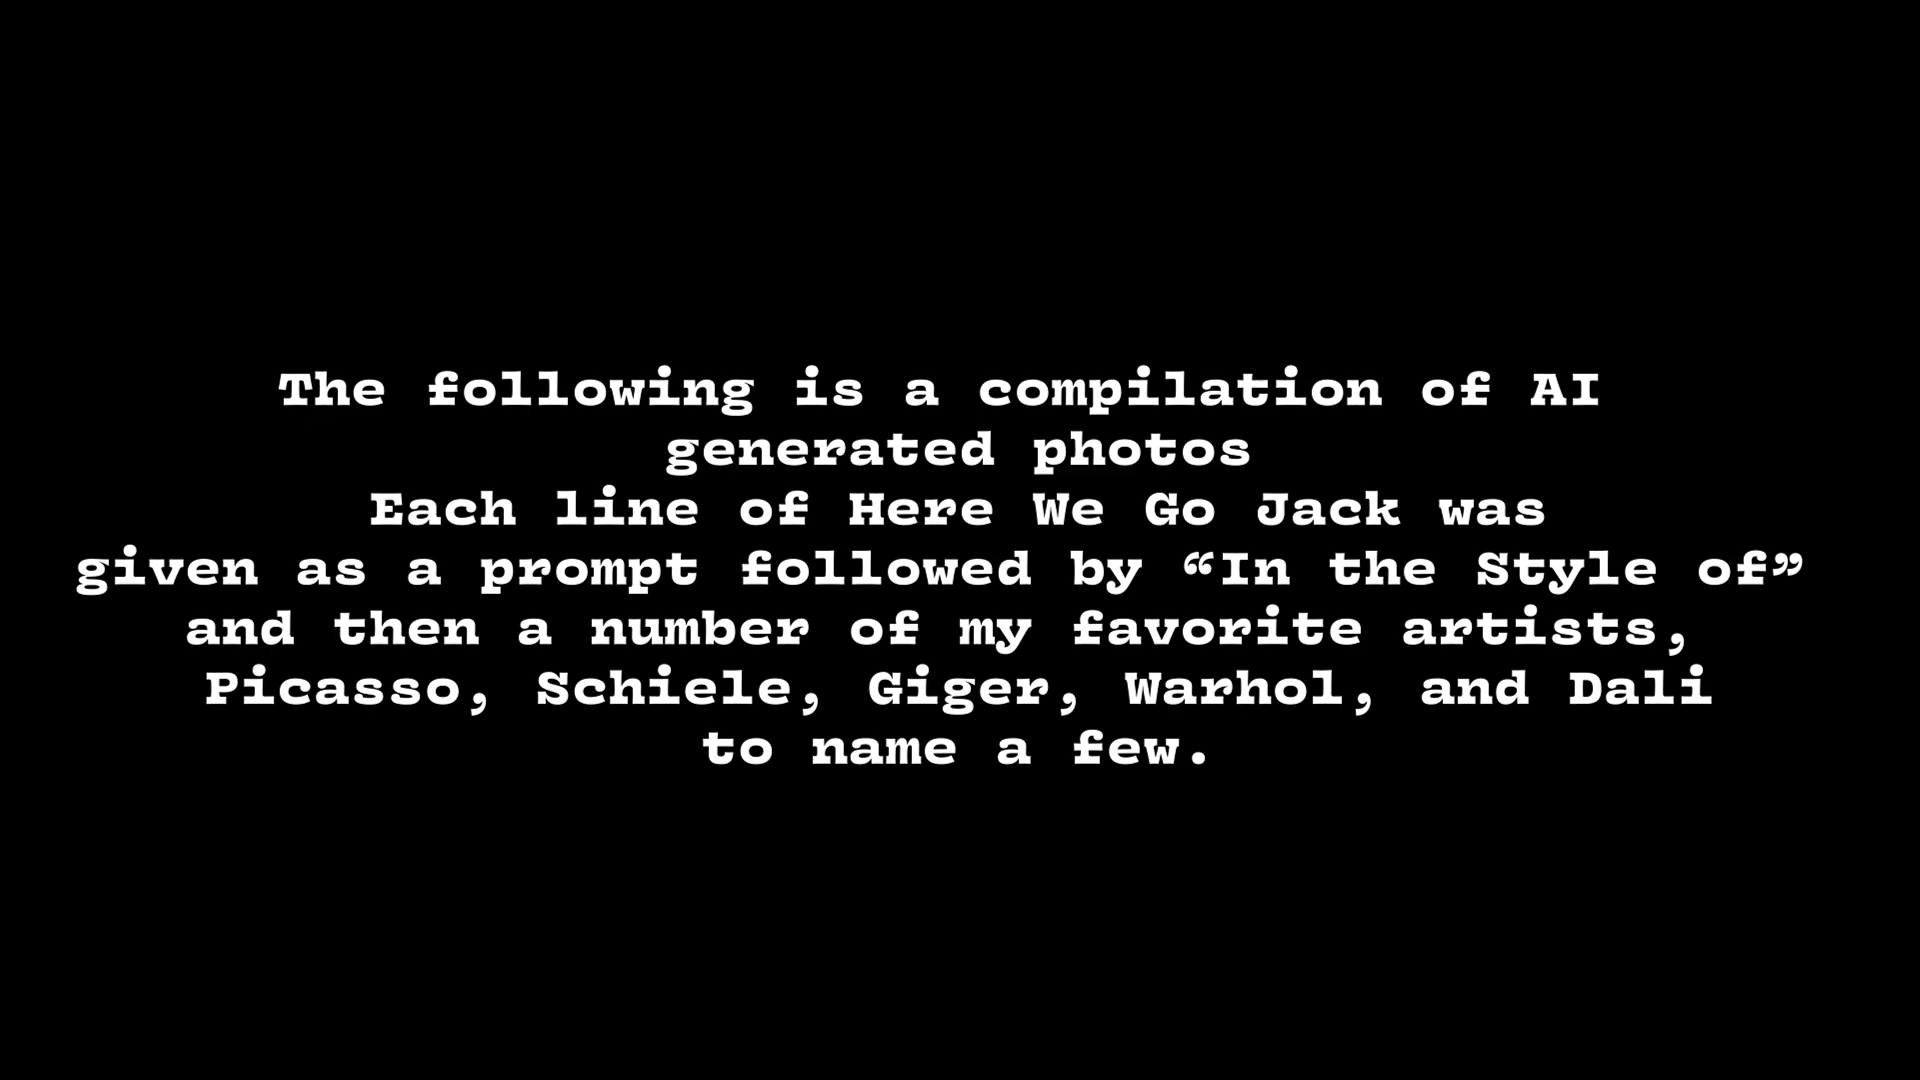 The following is a compilation of AI
generated photos
Each line of Here We Go Jack was
given as a prompt followed by “In the Style of”
and then a number of my favorite artists,
Picasso, Schiele, Giger, Warhol, and Dali
to name a few.